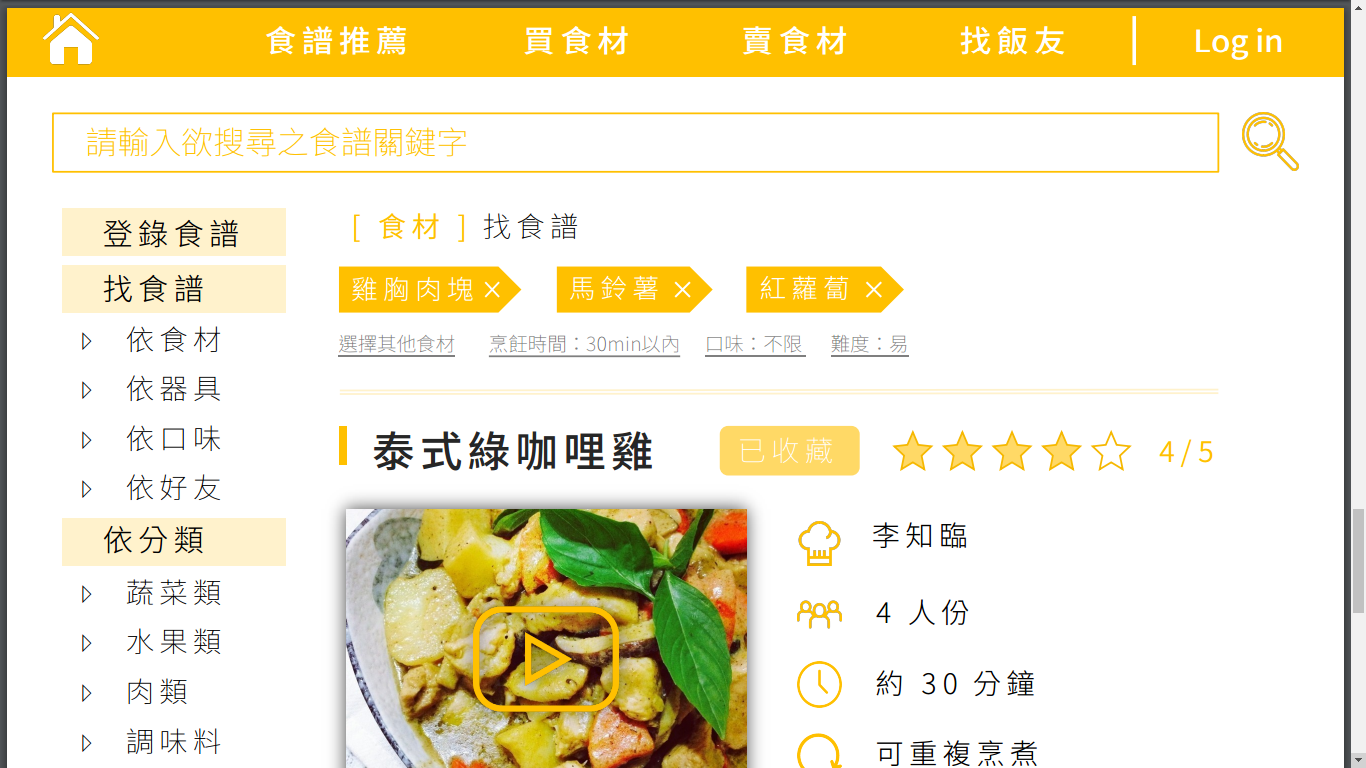 食譜推薦 買食材 賣食材 找飯友 Log in
請輸入欲搜尋之食譜關鍵字
登錄食譜
找食譜
依食材
依器具
依口味
依好友
依分類
蔬菜類
水果類
肉類
調味料
[ 食材 ] 找食譜
雞胸肉塊 × 馬鈴薯 × 紅蘿蔔 ×
選擇其他食材 烹飪時間：30min以內 口味：不限 難度：易
泰式綠咖哩雞 已收藏 4/5
李知臨
4 人份
約 30 分鐘
可重複烹煮